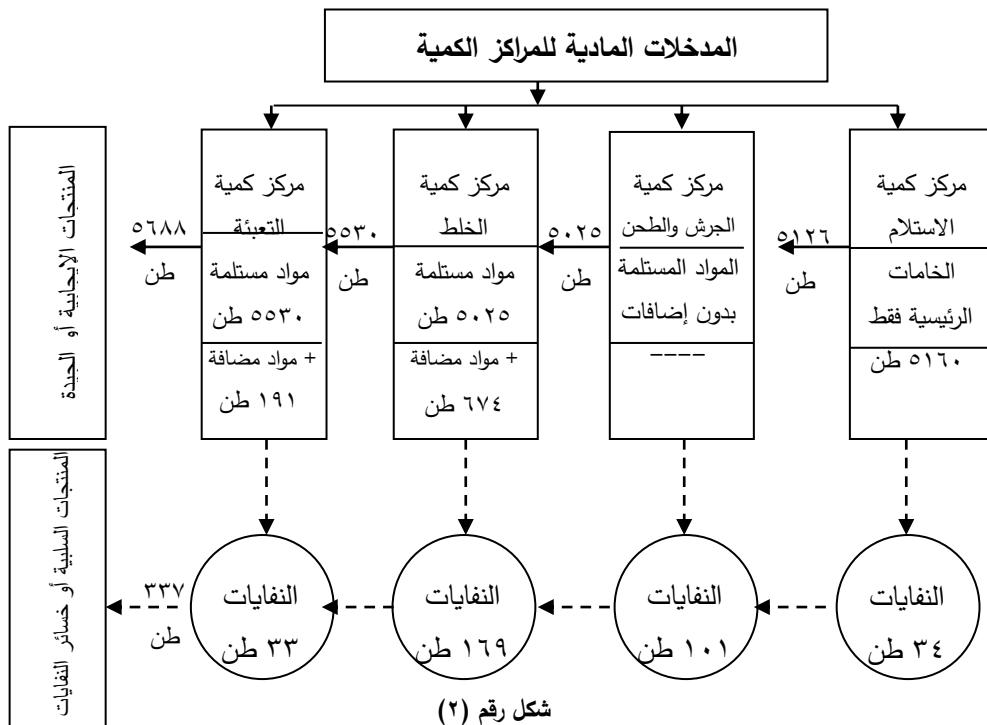 المدخلات المادية للمراكز الكمية
مركز كمية
الاستلام
الخامات
الرئيسية فقط
٥١٦٠ طن
٥١٢٦
طن
مركز كمية
الجرش والطحن
المواد المستلمة
بدون إضافات
----
٥٠٢٥
طن
مركز كمية
الخلط
مواد مستلمة
٥٠٢٥ طن
+ مواد مضافة
٦٧٤ طن
٥٥٣٠
طن
مركز كمية
التعبئة
مواد مستلمة
٥٥٣٠ طن
+ مواد مضافة
١٩١ طن
٥٦٨٨
طن
المنتجات الايجابية أو الجيدة
النفايات
٣٤ طن
النفايات
١٠١ طن
النفايات
١٦٩ طن
النفايات
٣٣ طن
٣٣٧
طن
المنتجات السلبية أو خسائر النفايات
شكل رقم (٢)